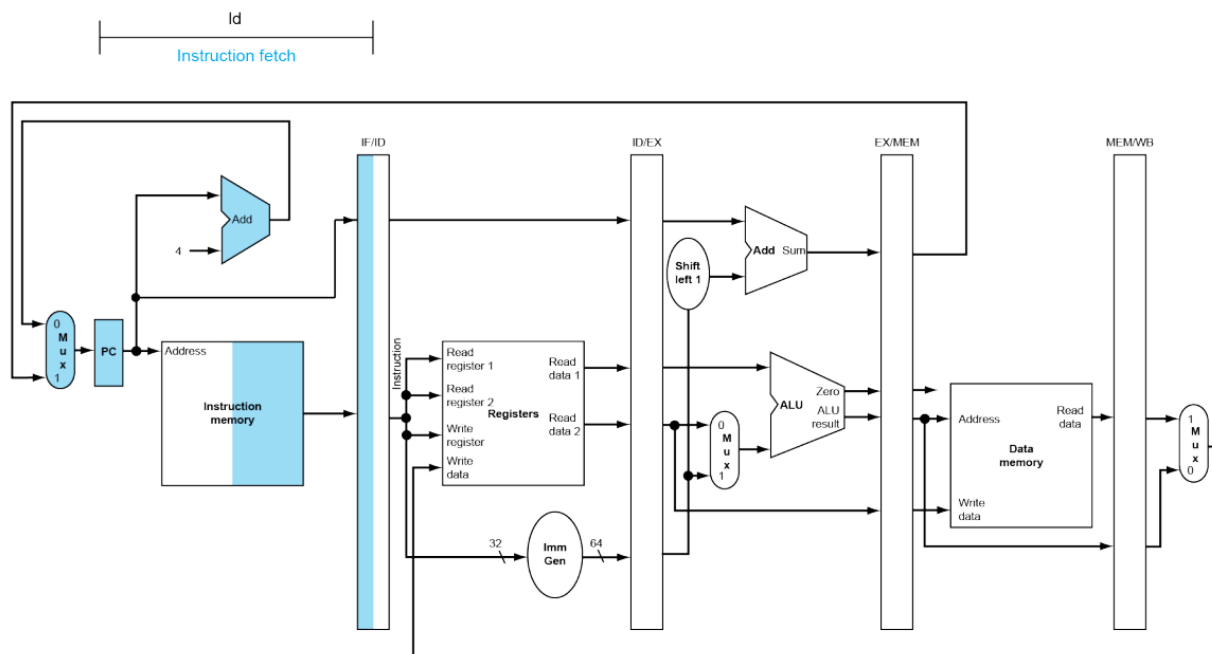 ld
Instruction fetch
IF/ID
ID/EX
EX/MEM
MEM/WB
Add
4
Add Sum
Shift
left 1
0
M
u
x
1
PC
Address
Instruction
memory
Instruction
Read
register 1
Read
register 2
Write
register
Write
data
Registers
Read
data 1
Read
data 2
0
M
u
x
1
ALU
Zero
ALU
result
Address
Write
data
Data
memory
Read
data
1
M
u
x
0
32
Imm
Gen
64